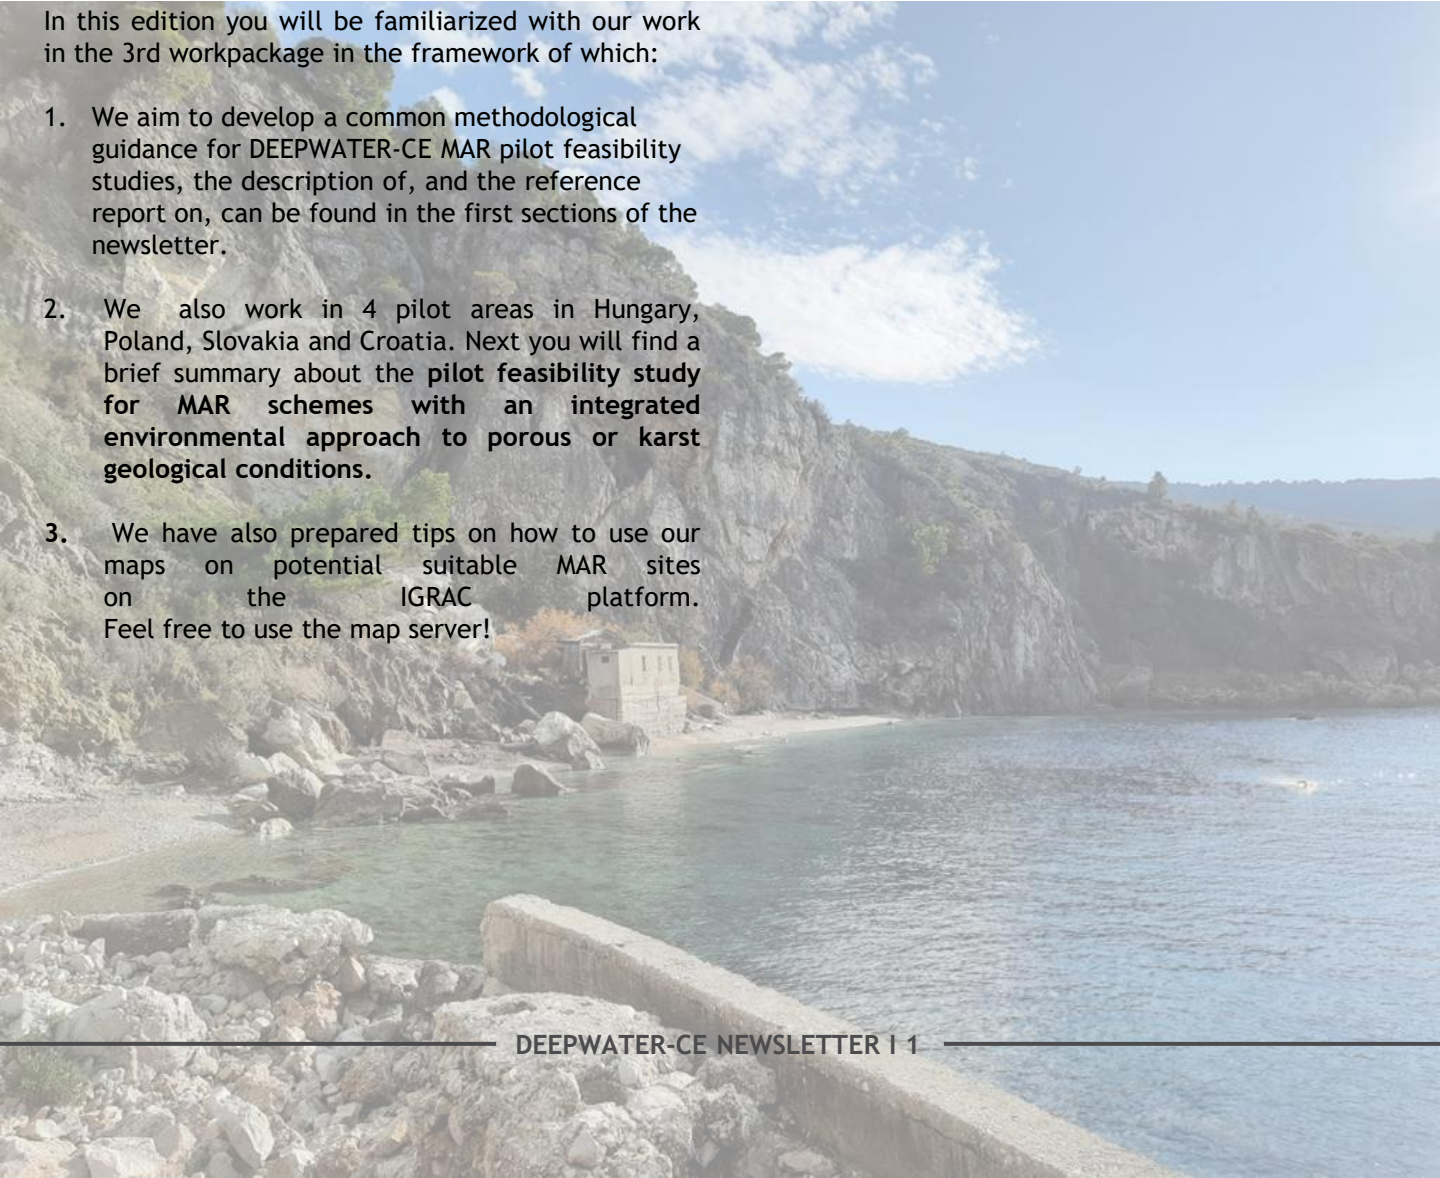 In this edition you will be familiarized with our work
in the 3rd workpackage in the framework of which:
1. We aim to develop a common methodological
guidance for DEEPWATER-CE MAR pilot feasibility
studies, the description of, and the reference
report on, can be found in the first sections of the
newsletter.
2. We also work in 4 pilot areas in Hungary,
Poland, Slovakia and Croatia. Next you will find a
brief summary about the pilot feasibility study
for MAR schemes with an integrated
environmental approach to porous or karst
geological conditions.
3. We have also prepared tips on how to use our
maps on potential suitable MAR sites
on the IGRAC platform.
Feel free to use the map server!
DEEPWATER-CE NEWSLETTER I 1